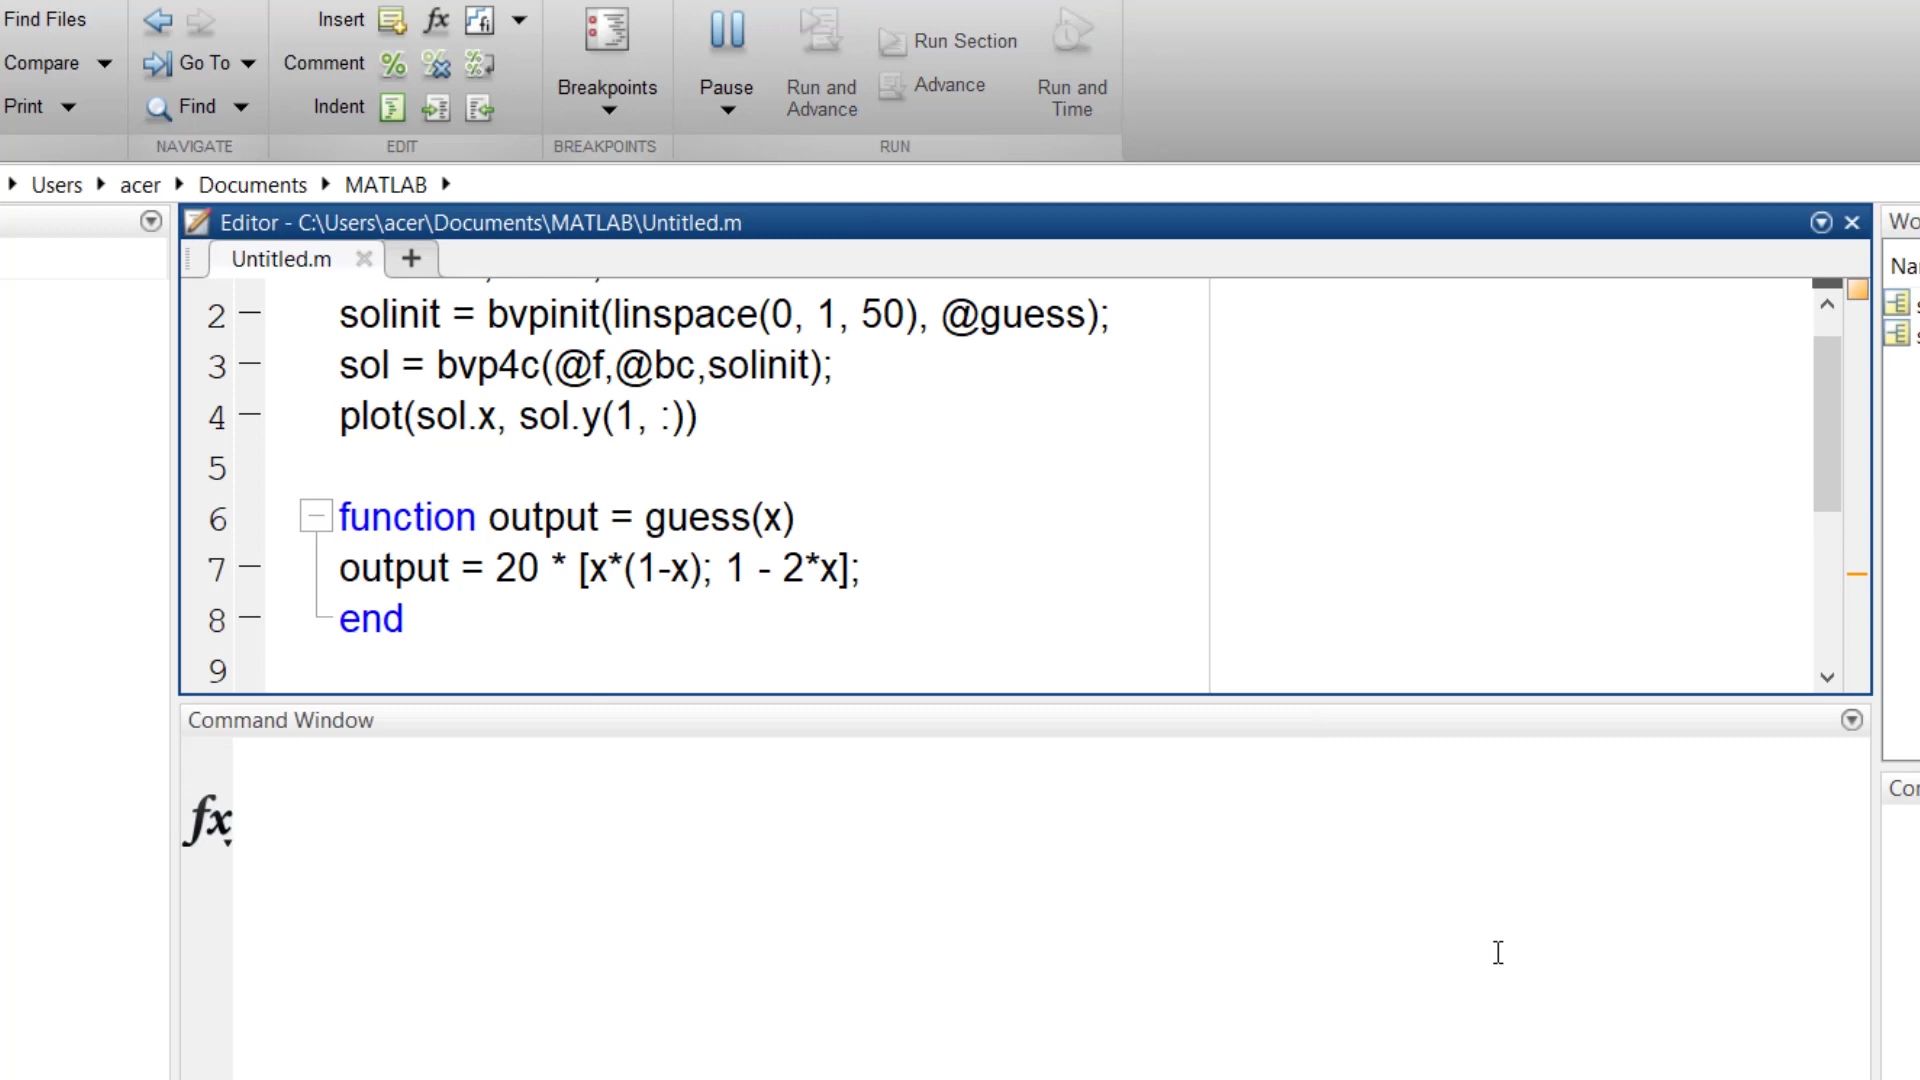 Find Files
Insert
Compare
Go To
Comment
Print
Find
Indent
NAVIGATE
EDIT
Breakpoints
BREAKPOINTS
Pause
Run and Advance
Run Section
Advance
Run and Time
RUN
Users acer Documents MATLAB
Editor - C:\Users\acer\Documents\MATLAB\Untitled.m
Untitled.m
2 solinit = bvpinit(linspace(0, 1, 50), @guess);
3 sol = bvp4c(@f,@bc,solinit);
4 plot(sol.x, sol.y(1, :))
5
6 function output = guess(x)
7 output = 20 * [x*(1-x); 1 - 2*x];
8 end
9
Command Window
fx